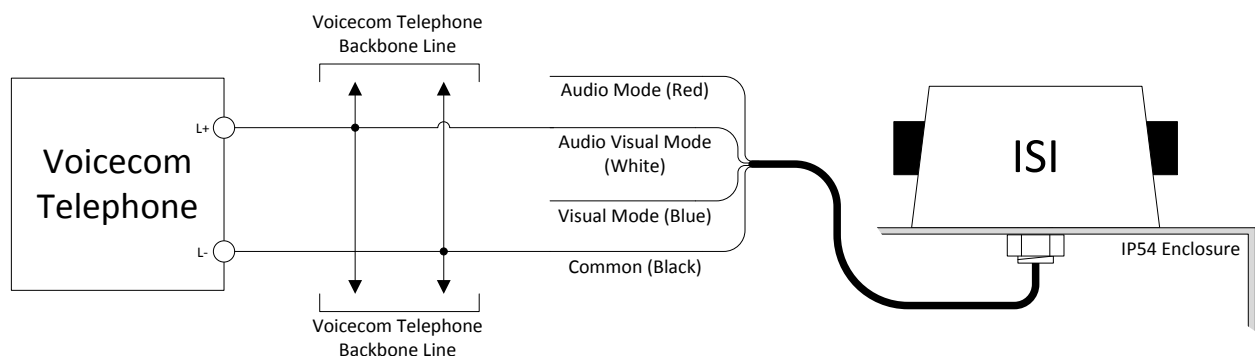 Voicecom Telephone
Backbone Line
Audio Mode (Red)
L+
Audio Visual Mode
(White)
Voicecom
Telephone
ISI
Visual Mode (Blue)
L-
IP54 Enclosure
Common (Black)
Voicecom Telephone
Backbone Line